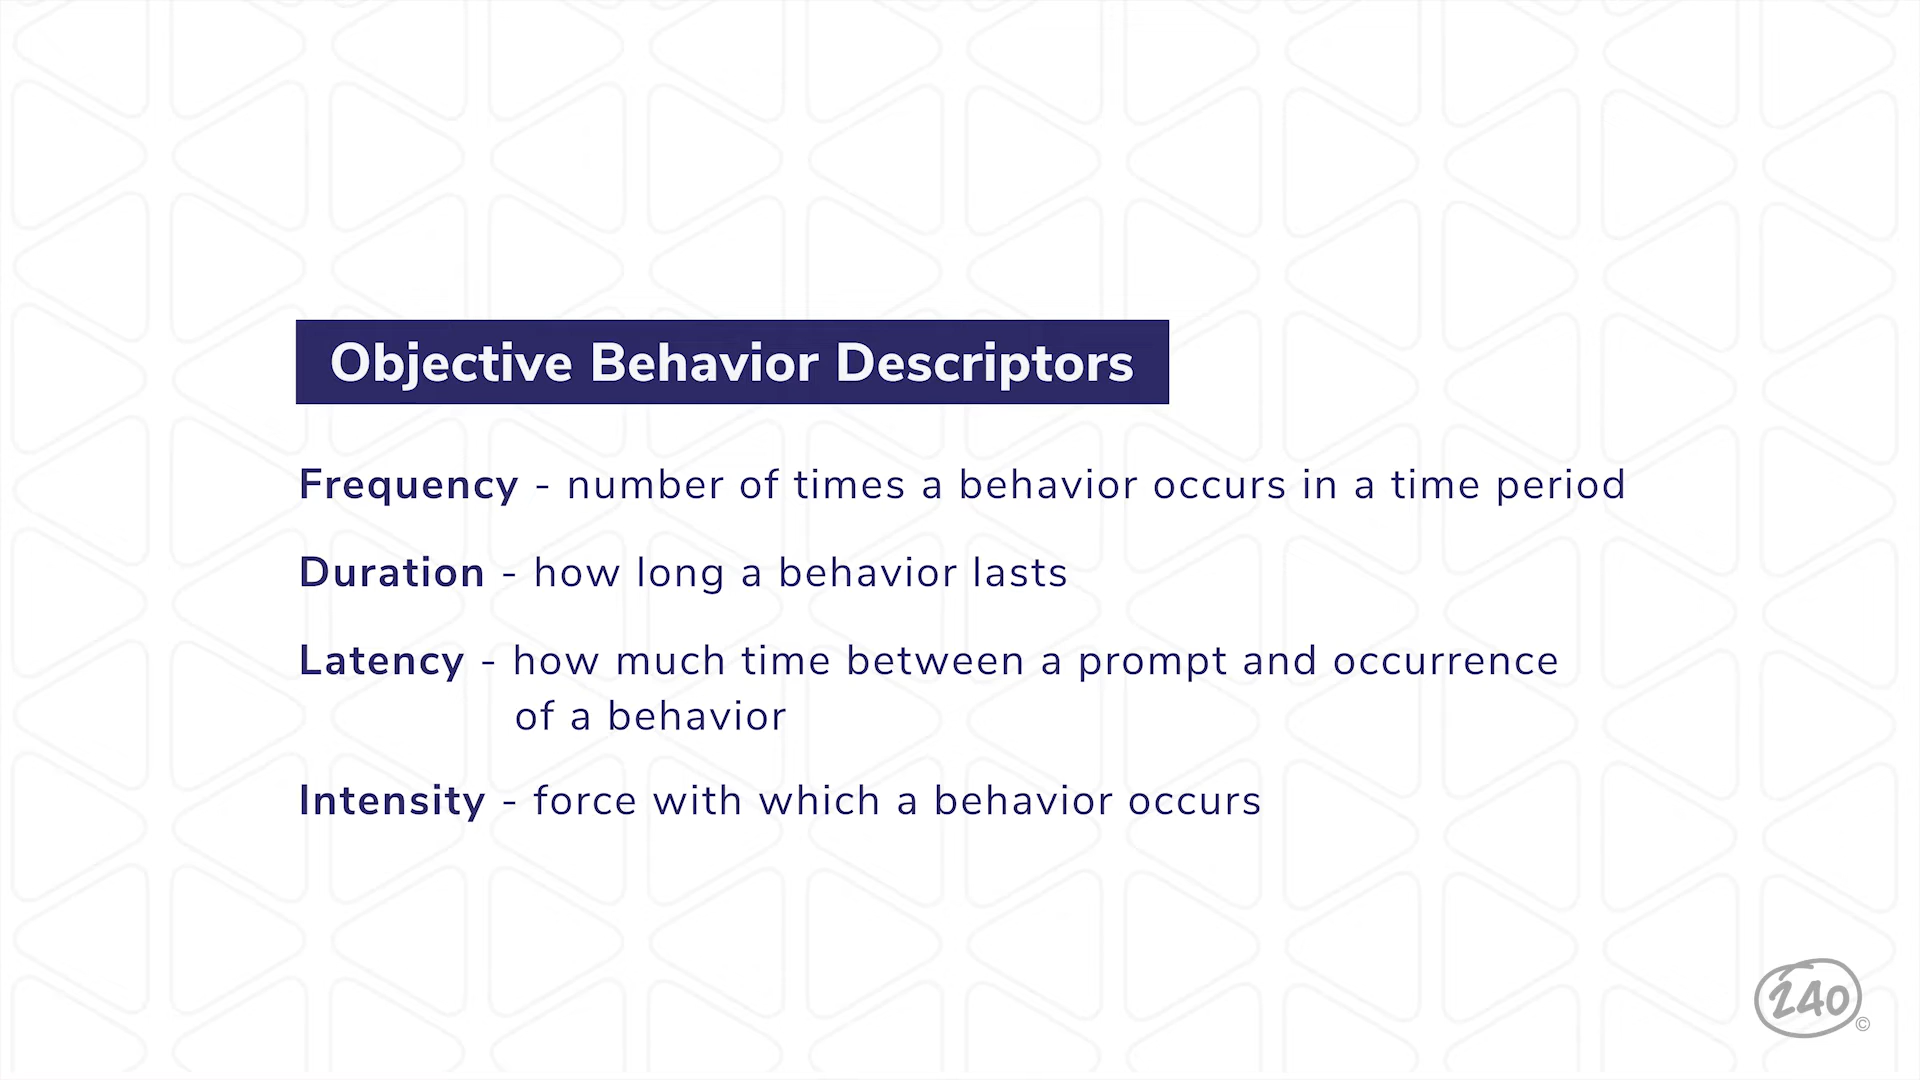 Objective Behavior Descriptors
Frequency - number of times a behavior occurs in a time period
Duration - how long a behavior lasts
Latency - how much time between a prompt and occurrence
of a behavior
Intensity - force with which a behavior occurs
240
©